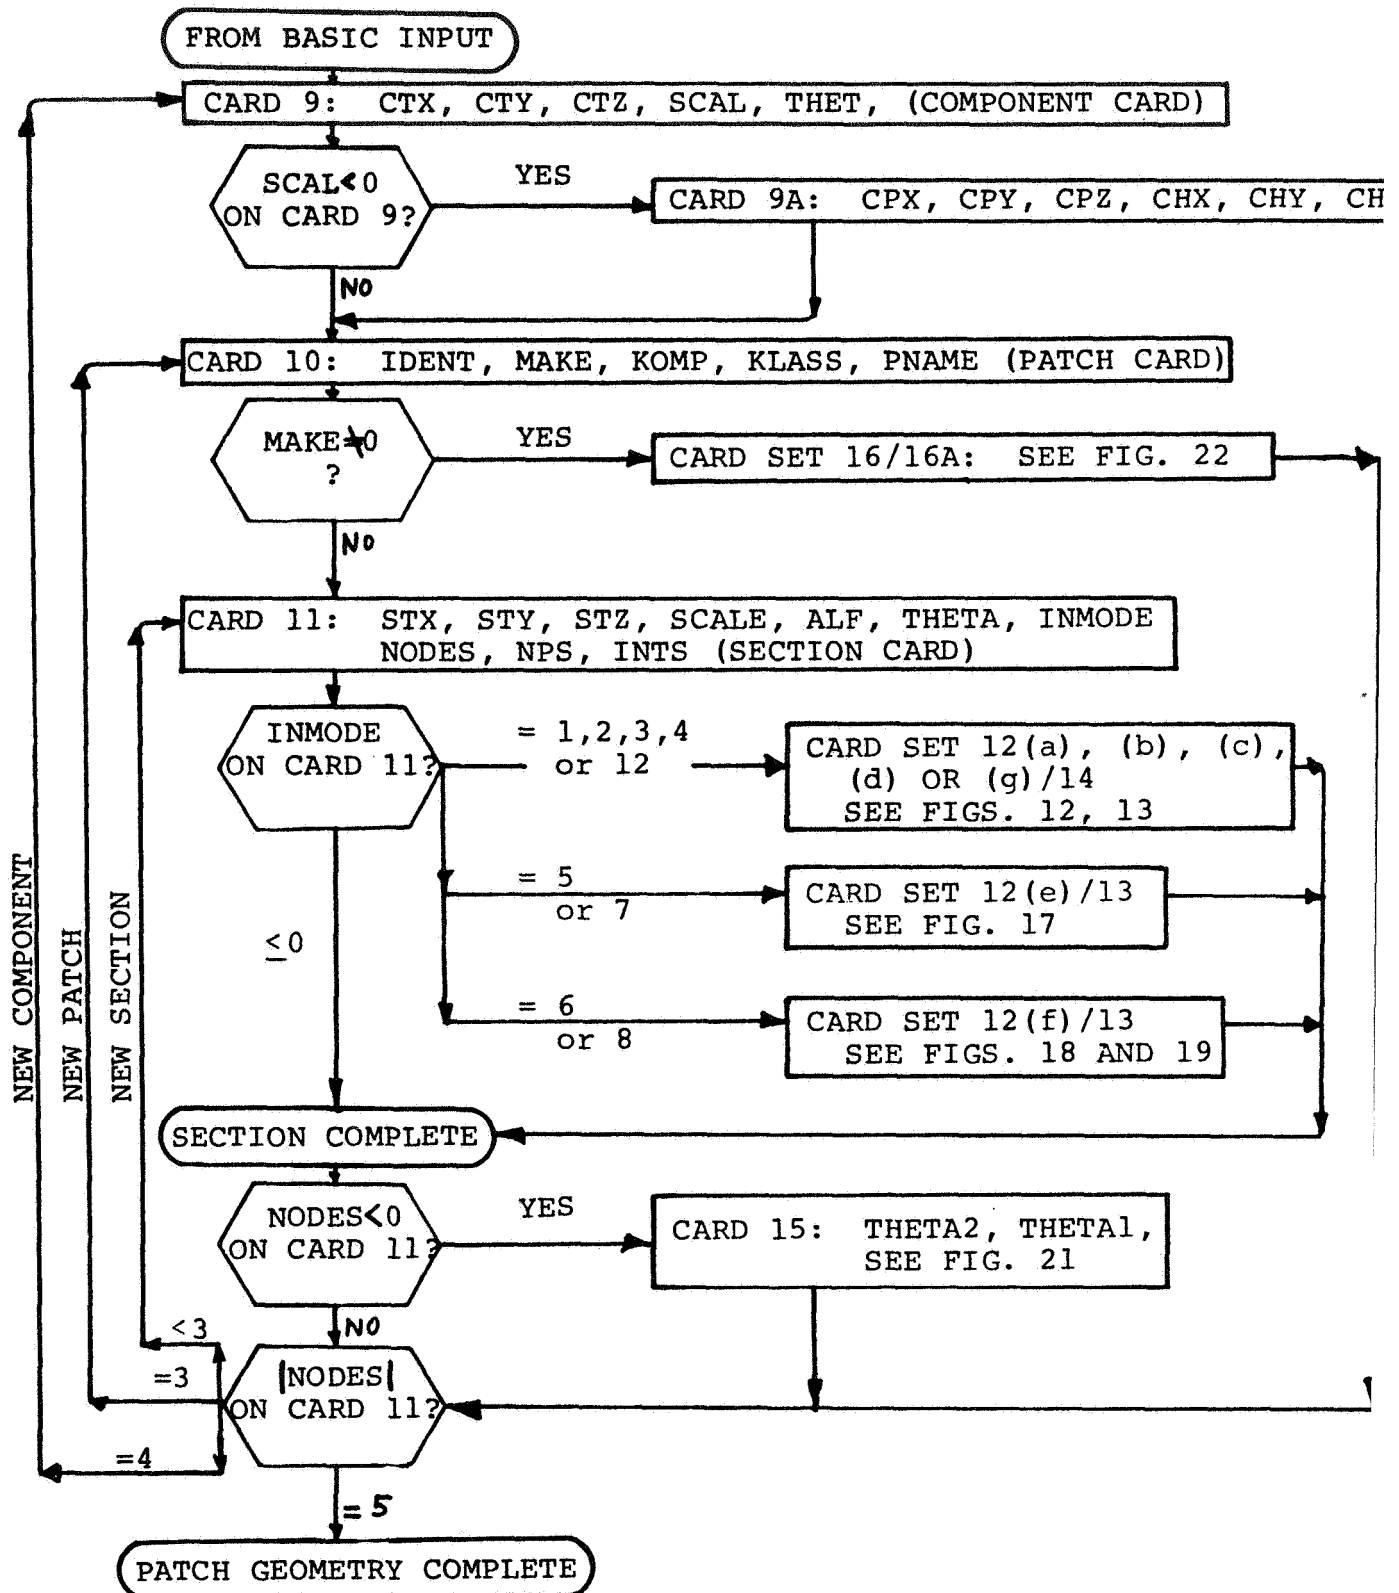 FROM BASIC INPUT
CARD 9: CTX, CTY, CTZ, SCAL, THET, (COMPONENT CARD)
SCAL<0
ON CARD 9?
YES
CARD 9A: CPX, CPY, CPZ, CHX, CHY, CH
NO
CARD 10: IDENT, MAKE, KOMP, KLASS, PNAME (PATCH CARD)
MAKE≠0
?
YES
CARD SET 16/16A: SEE FIG. 22
NO
CARD 11: STX, STY, STZ, SCALE, ALF, THETA, INMODE
NODES, NPS, INTS (SECTION CARD)
INMODE
ON CARD 11?
= 1,2,3,4
or 12
CARD SET 12(a), (b), (c),
(d) OR (g)/14
SEE FIGS. 12, 13
= 5
or 7
CARD SET 12(e)/13
SEE FIG. 17
≤0
= 6
or 8
CARD SET 12(f)/13
SEE FIGS. 18 AND 19
NEW COMPONENT
NEW PATCH
NEW SECTION
SECTION COMPLETE
NODES<0
ON CARD 11?
YES
CARD 15: THETA2, THETA1,
SEE FIG. 21
NO
<3
=3
=4
|NODES|
ON CARD 11?
= 5
PATCH GEOMETRY COMPLETE